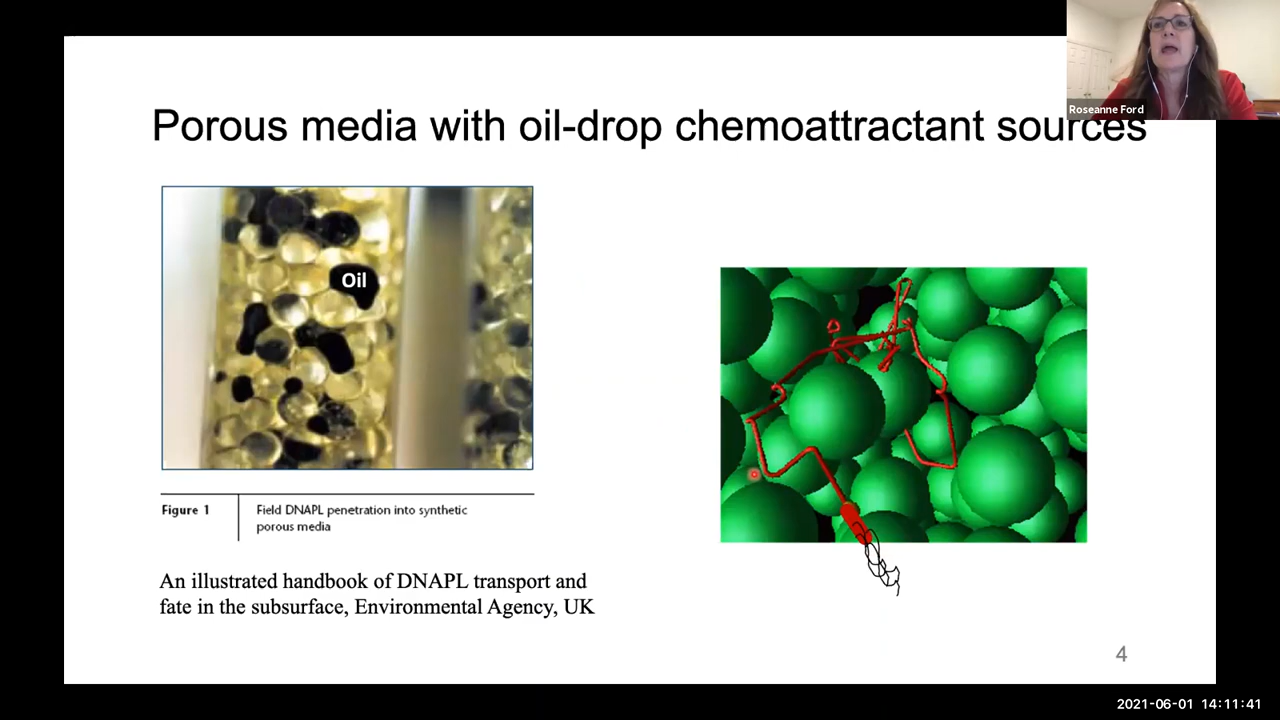 Roseanne Ford
Porous media with oil-drop chemoattractant sources
Oil
Figure 1
Field DNAPL penetration into synthetic
porous media
An illustrated handbook of DNAPL transport and
fate in the subsurface, Environmental Agency, UK
4
2021-06-01 14:11:41